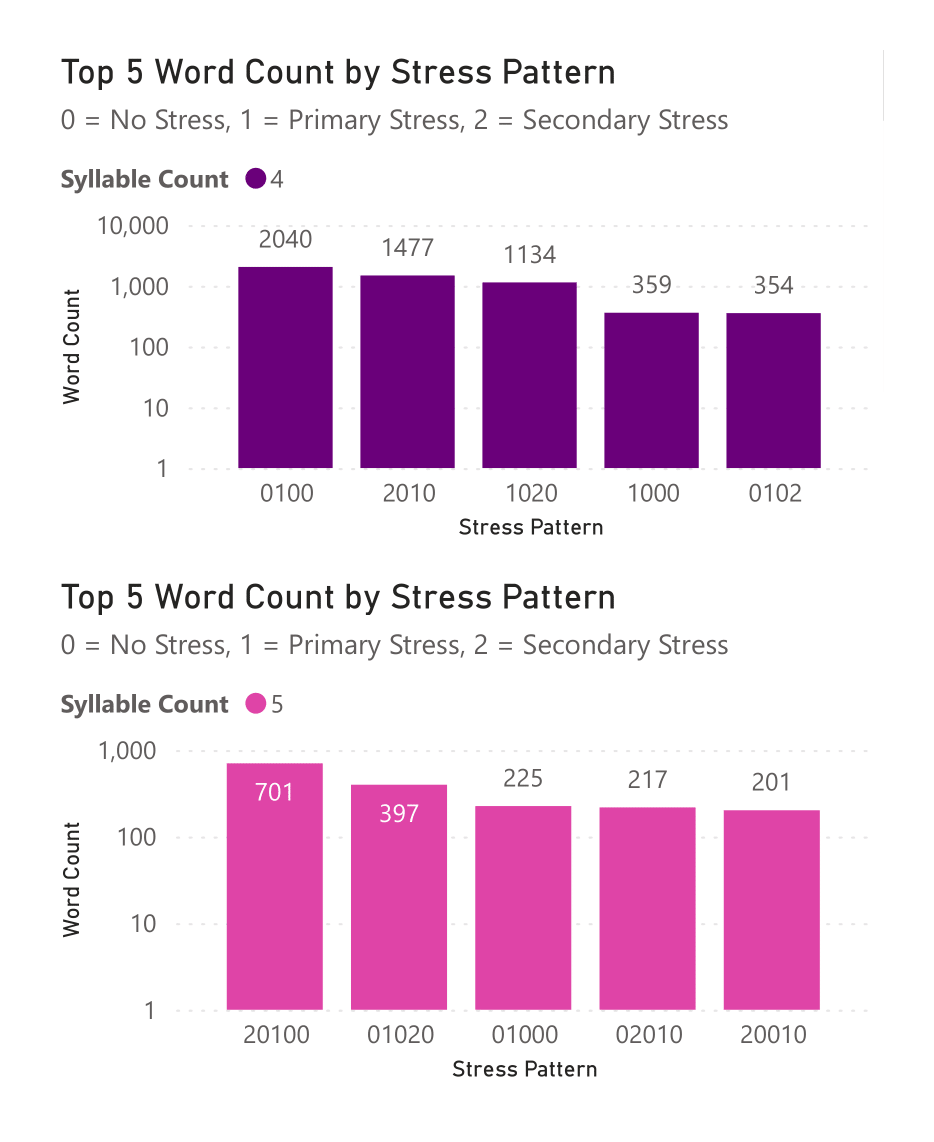 Top 5 Word Count by Stress Pattern
0 = No Stress, 1 = Primary Stress, 2 = Secondary Stress
Syllable Count 4
10,000
1,000
100
10
1
Word Count
2040 1477 1134 359 354
0100 2010 1020 1000 0102
Stress Pattern
Top 5 Word Count by Stress Pattern
0 = No Stress, 1 = Primary Stress, 2 = Secondary Stress
Syllable Count 5
1,000
100
10
1
Word Count
701 397 225 217 201
20100 01020 01000 02010 20010
Stress Pattern